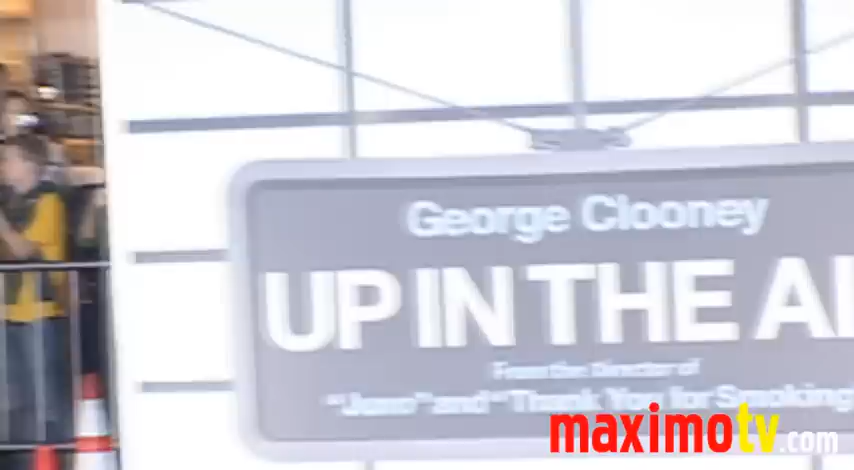 George Clooney
UP IN THE AI
From the Director of
"Juno" and "Thank You for Smoking
maximotv.com